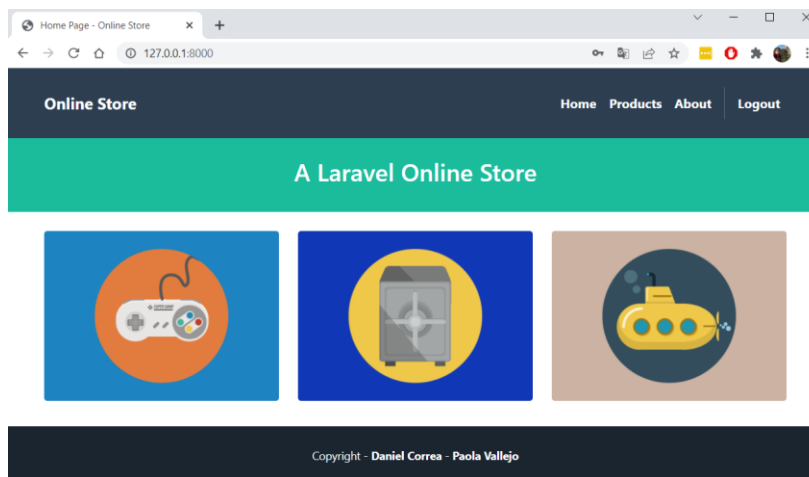 Home Page - Online Store
127.0.0.1:8000
Online Store
Home Products About Logout
A Laravel Online Store
Copyright - Daniel Correa - Paola Vallejo